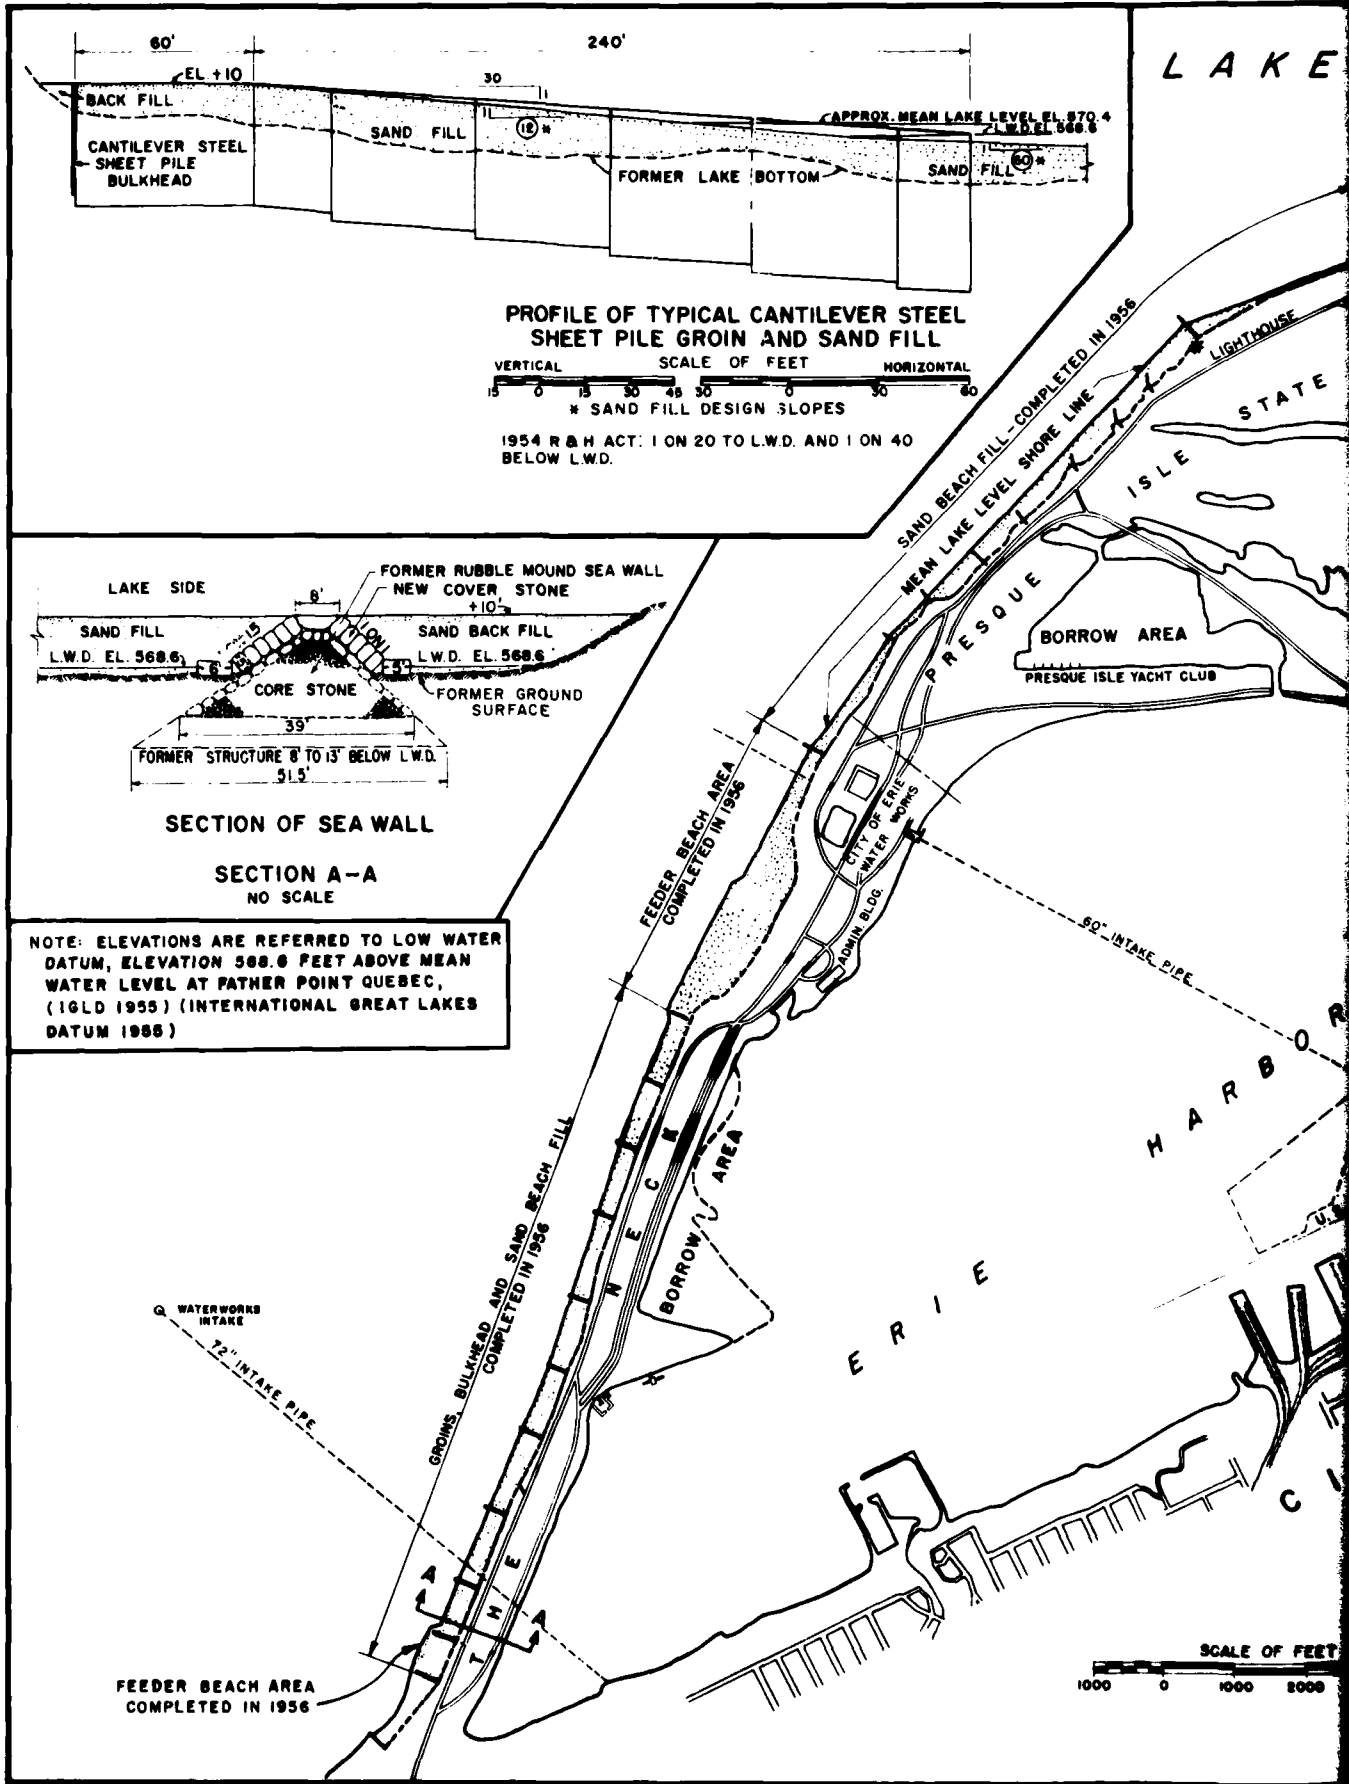 60'
240'
LAKE
EL +10
30
1
BACK FILL
11
12 *
SAND FILL
APPROX. MEAN LAKE LEVEL EL. 570.4
L.W.D. EL. 568.6
1
60 *
CANTILEVER STEEL
SHEET PILE
BULKHEAD
FORMER LAKE BOTTOM
SAND FILL
PROFILE OF TYPICAL CANTILEVER STEEL
SHEET PILE GROIN AND SAND FILL
VERTICAL SCALE OF FEET HORIZONTAL
15 0 15 30 45 30 0 30 60
* SAND FILL DESIGN SLOPES
1954 R & H ACT: 1 ON 20 TO L.W.D. AND 1 ON 40
BELOW L.W.D.
SAND BEACH FILL - COMPLETED IN 1956
MEAN LAKE LEVEL SHORE LINE
LIGHTHOUSE
STATE
ISLE
PRESQUE
BORROW AREA
PRESQUE ISLE YACHT CLUB
LAKE SIDE
8'
FORMER RUBBLE MOUND SEA WALL
NEW COVER STONE
+10'
SAND FILL
1 ON 1
SAND BACK FILL
L.W.D. EL. 568.6
L.W.D. EL. 568.6
6'
5'
CORE STONE
FORMER GROUND
SURFACE
39'
FORMER STRUCTURE 8' TO 13' BELOW L.W.D.
51.5'
SECTION OF SEA WALL
SECTION A-A
NO SCALE
NOTE: ELEVATIONS ARE REFERRED TO LOW WATER
DATUM, ELEVATION 568.6 FEET ABOVE MEAN
WATER LEVEL AT FATHER POINT QUEBEC,
(IGLD 1955) (INTERNATIONAL GREAT LAKES
DATUM 1955)
FEEDER BEACH AREA
COMPLETED IN 1956
CITY OF ERIE
WATER WORKS
ADMIN. BLDG.
60" INTAKE PIPE
HARBOR
U.S
GROINS, BULKHEAD AND SAND BEACH FILL
COMPLETED IN 1956
THE NECK
BORROW AREA
ERIE
WATERWORKS
INTAKE
72" INTAKE PIPE
CI
A
A
FEEDER BEACH AREA
COMPLETED IN 1956
SCALE OF FEET
1000 0 1000 2000